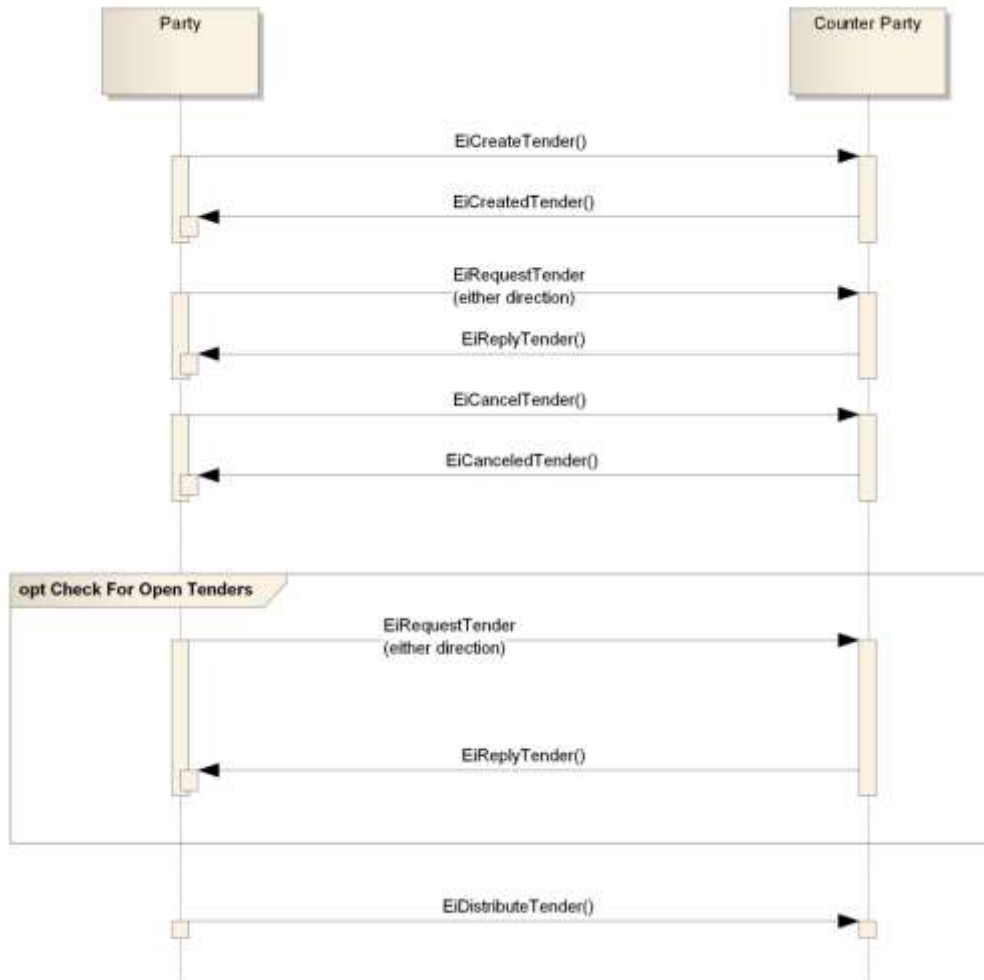 Party
Counter Party
EiCreateTender()
EiCreatedTender()
EiRequestTender
(either direction)
EiReplyTender()
EiCancelTender()
EiCanceledTender()
opt Check For Open Tenders
EiRequestTender
(either direction)
EiReplyTender()
EiDistributeTender()